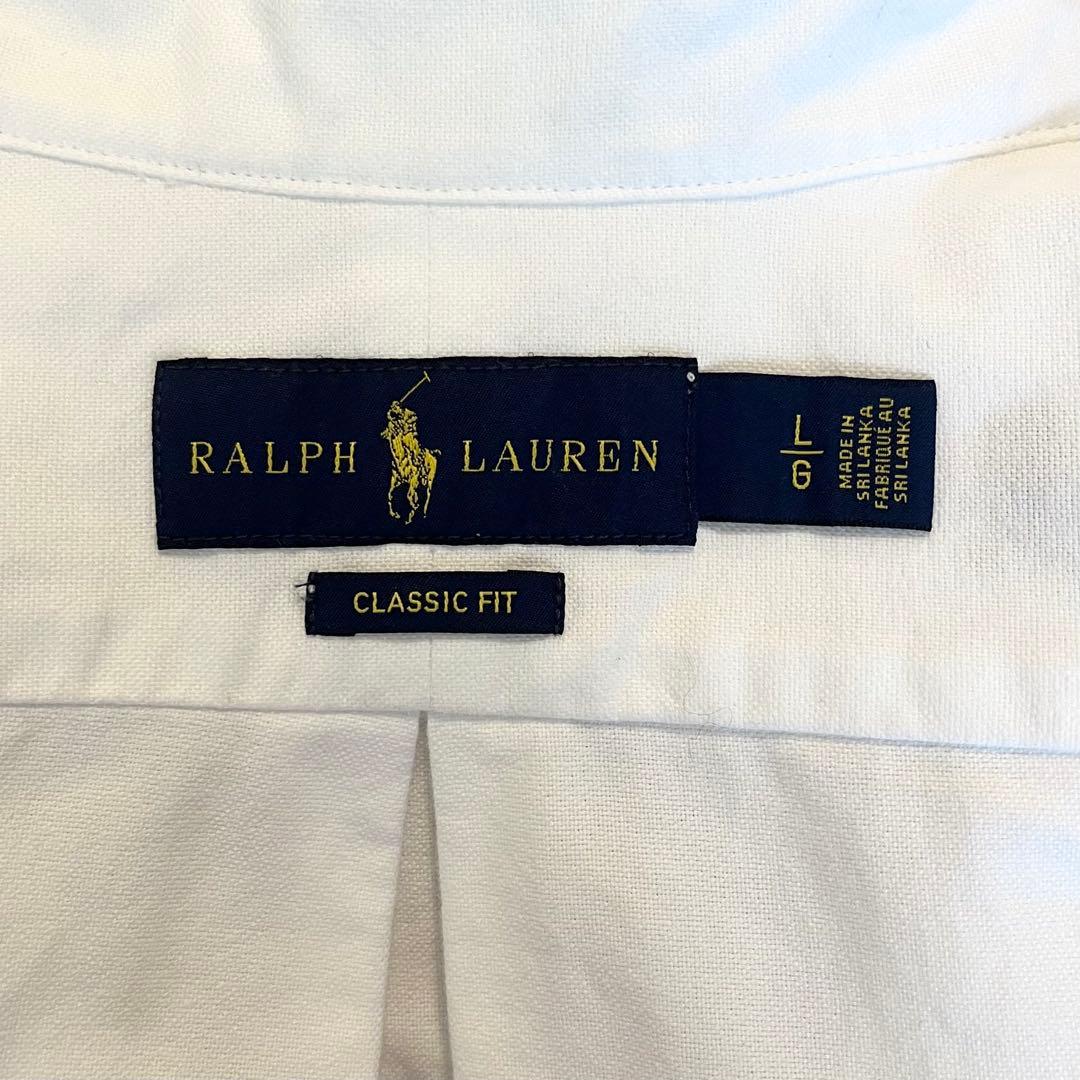 RALPH LAUREN
L
G
MADE IN
SRI LANKA
FABRIQUÉ AU
SRI LANKA
CLASSIC FIT